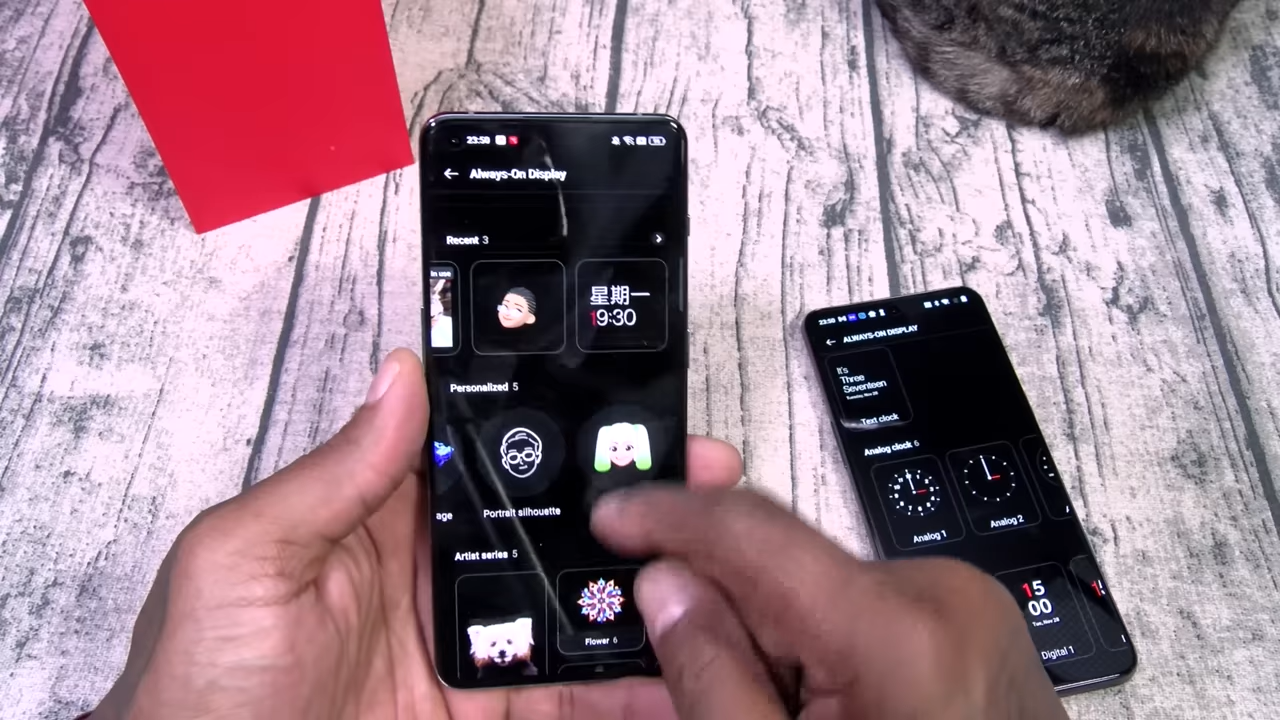 23:50
Always-On Display
Recent 3
in use
星期一
19:30
Personalized 5
age
Portrait silhouette
Artist series 5
Flower 6
23:50
ALWAYS-ON DISPLAY
It's
Three
Seventeen
Tuesday, Nov 28
Text clock
Analog clock 6
Analog 1
Analog 2
15
00
Tue, Nov 28
Digital 1